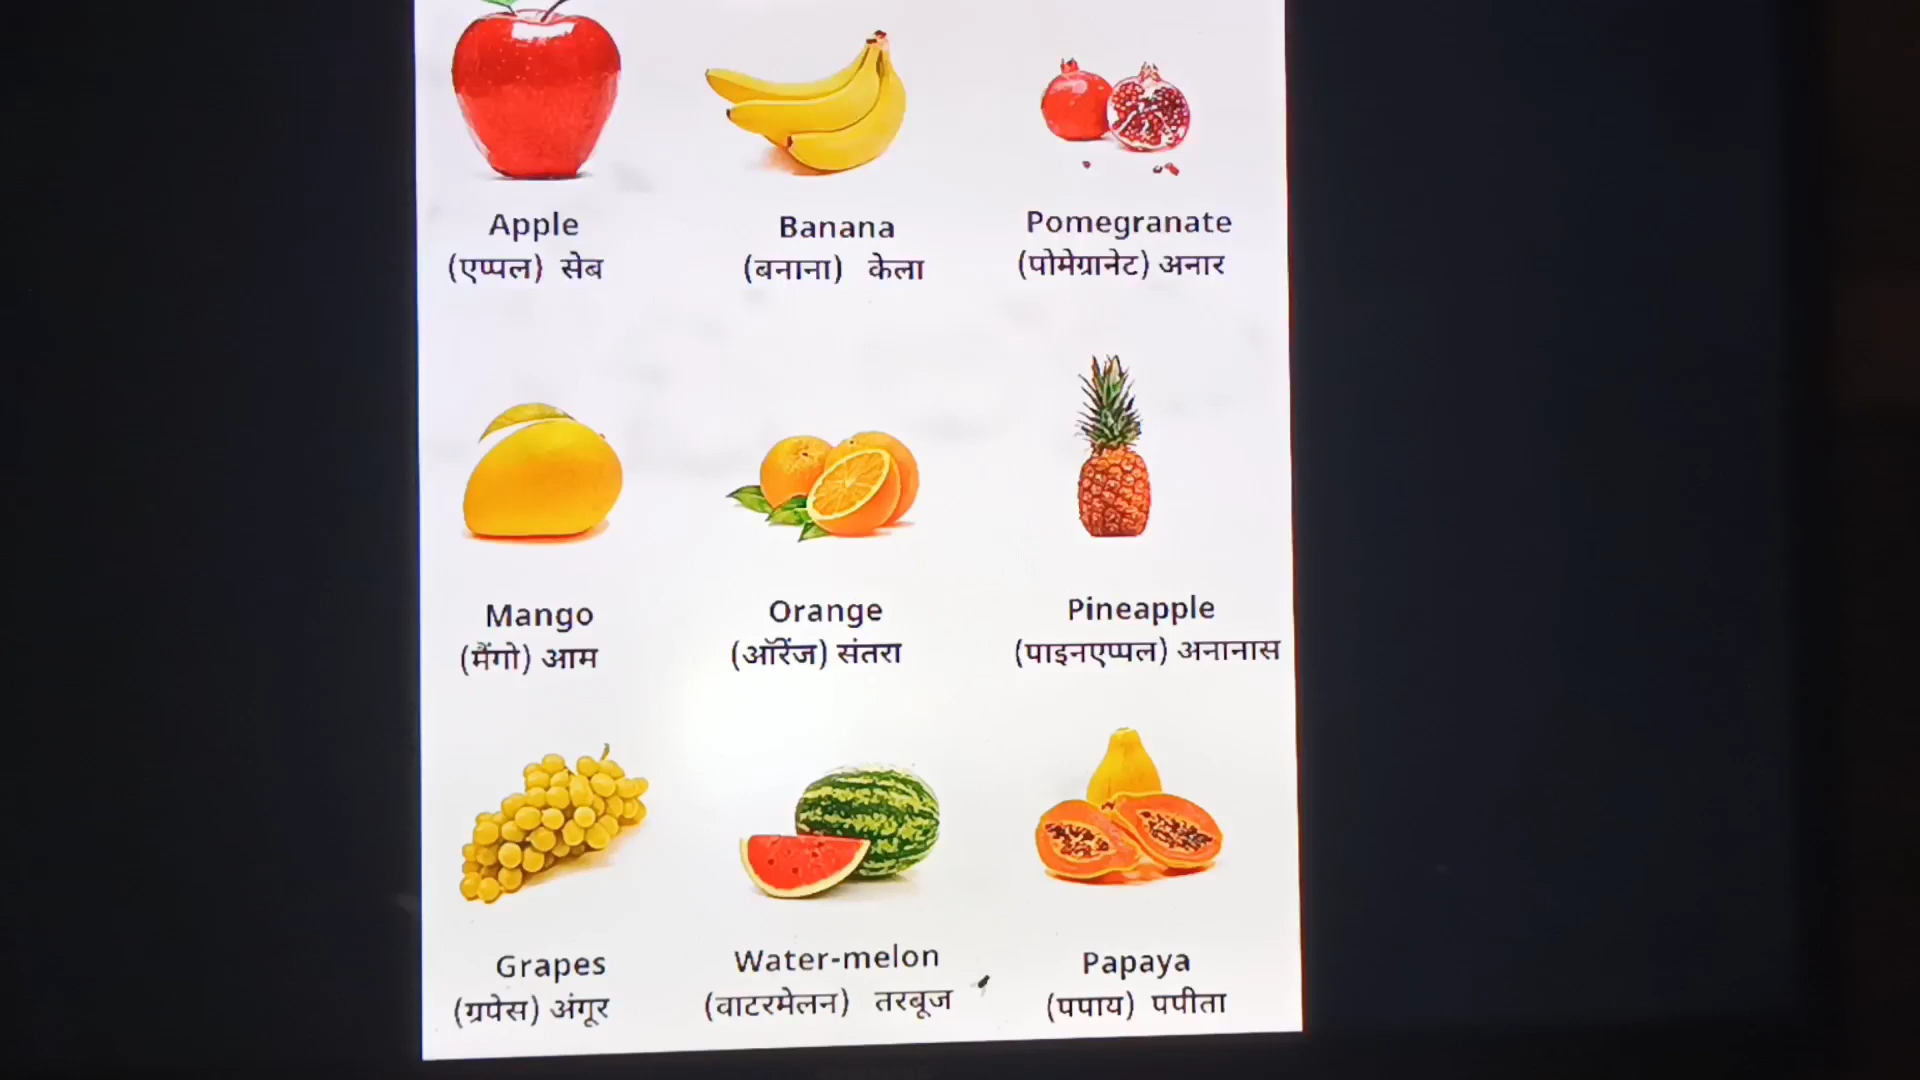 Apple
(एप्पल) सेब
Banana
(बनाना) केला
Pomegranate
(पोमेग्रानेट) अनार
Mango
(मैंगो) आम
Orange
(ऑरेंज) संतरा
Pineapple
(पाइनएप्पल) अनानास
Grapes
(ग्रपेस) अंगूर
Water-melon
(वाटरमेलन) तरबूज
Papaya
(पपाय) पपीता